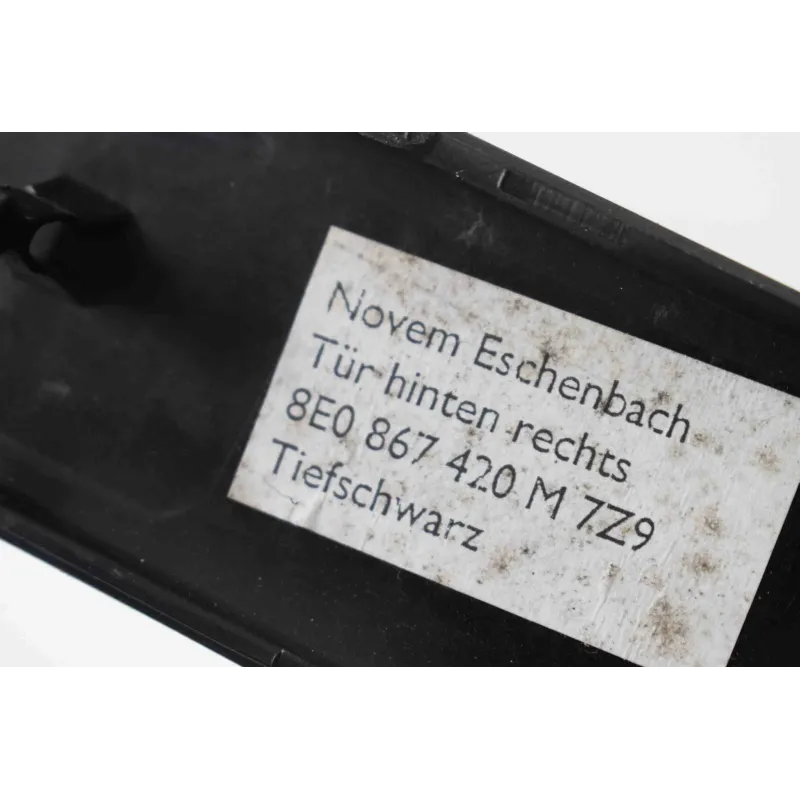 Novem Eschenbach
Tür hinten rechts
8E0 867 420 M 7Z9
Tiefschwarz